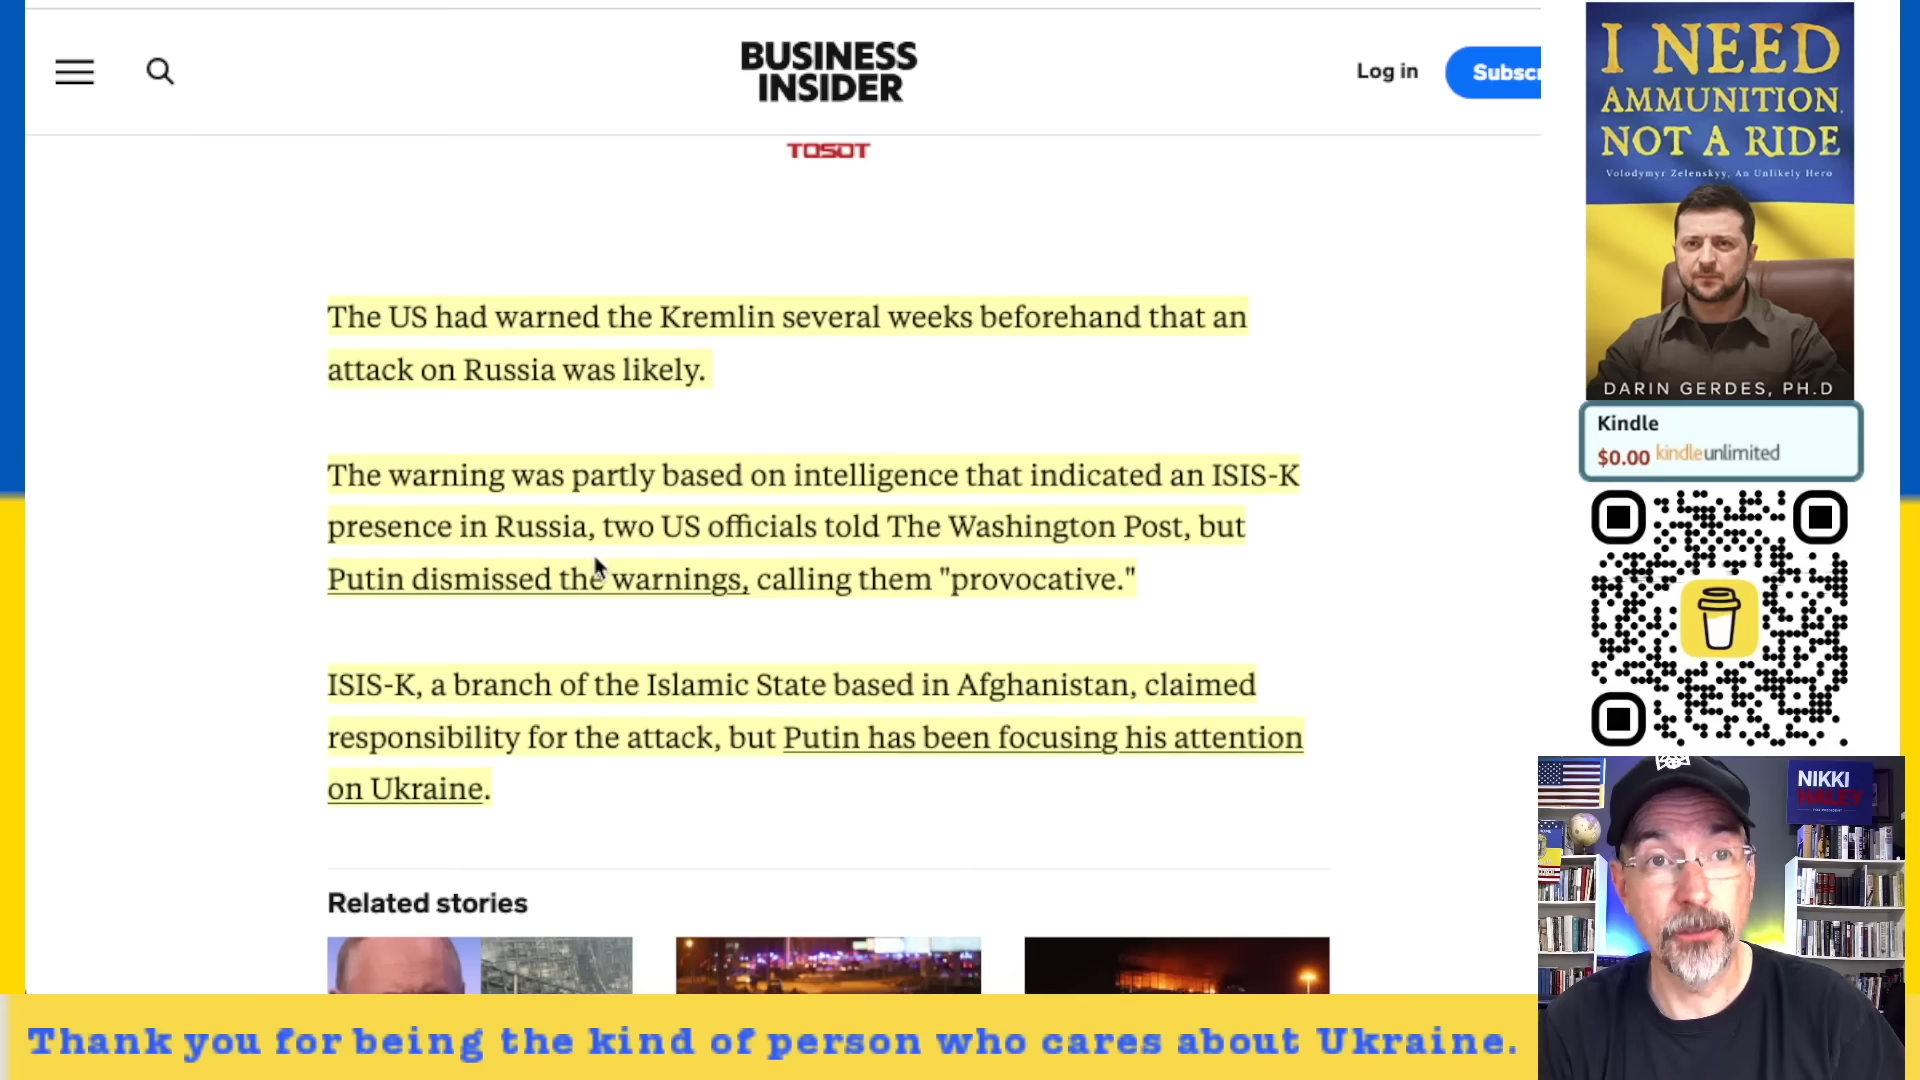 BUSINESS
INSIDER
Log in
Subscr
TOSOT
The US had warned the Kremlin several weeks beforehand that an
attack on Russia was likely.
The warning was partly based on intelligence that indicated an ISIS-K
presence in Russia, two US officials told The Washington Post, but
Putin dismissed the warnings, calling them "provocative."
ISIS-K, a branch of the Islamic State based in Afghanistan, claimed
responsibility for the attack, but Putin has been focusing his attention
on Ukraine.
Related stories
I NEED
AMMUNITION,
NOT A RIDE
Volodymyr Zelenskyy, An Unlikely Hero
DARIN GERDES, PH.D
Kindle
$0.00 kindleunlimited
NIKKI
HALEY
Thank you for being the kind of person who cares about Ukraine.